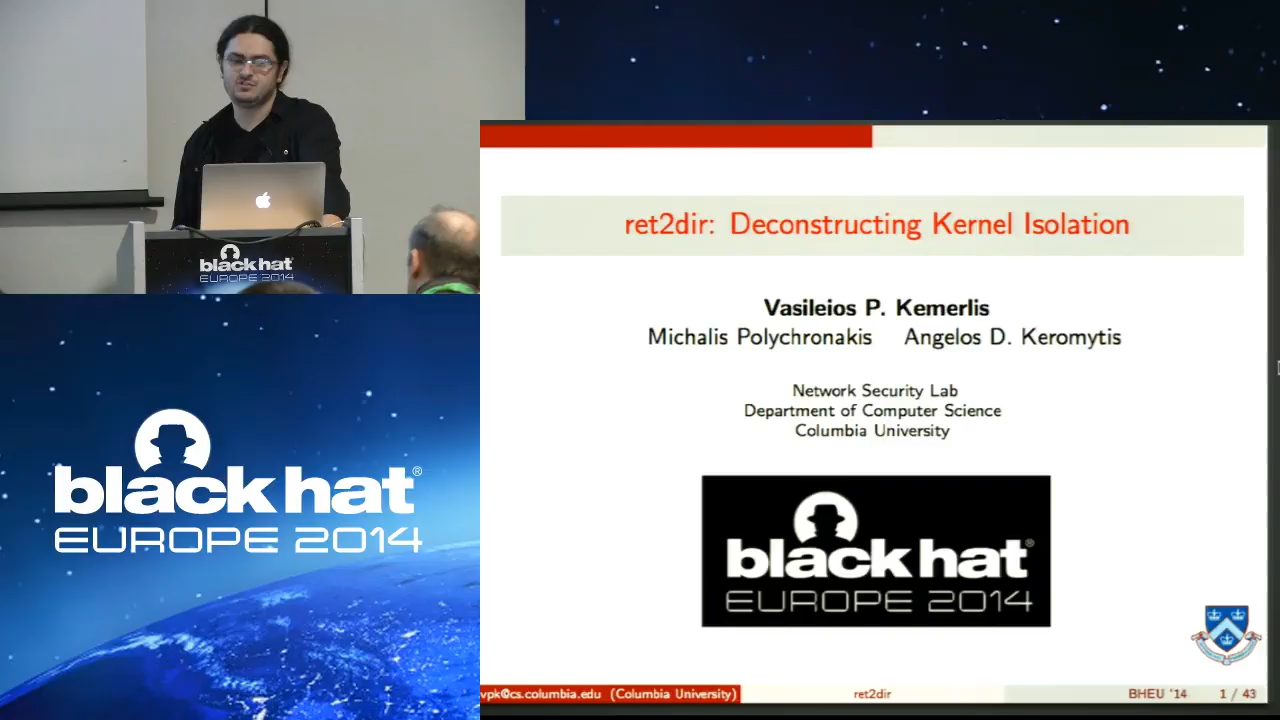 black hat
EUROPE 2014
black hat®
EUROPE 2014
ret2dir: Deconstructing Kernel Isolation
Vasileios P. Kemerlis
Michalis Polychronakis Angelos D. Keromytis
Network Security Lab
Department of Computer Science
Columbia University
black hat®
EUROPE 2014
vpk@cs.columbia.edu (Columbia University) ret2dir BHEU '14 1 / 43